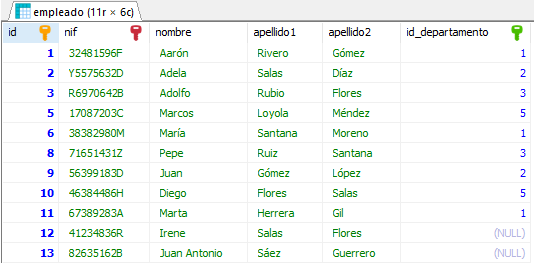 empleado (11r × 6c)
id nif nombre apellido1 apellido2 id_departamento
1 32481596F Aarón Rivero Gómez 1
2 Y5575632D Adela Salas Díaz 2
3 R6970642B Adolfo Rubio Flores 3
5 17087203C Marcos Loyola Méndez 5
6 38382980M María Santana Moreno 1
8 71651431Z Pepe Ruiz Santana 3
9 56399183D Juan Gómez López 2
10 46384486H Diego Flores Salas 5
11 67389283A Marta Herrera Gil 1
12 41234836R Irene Salas Flores (NULL)
13 82635162B Juan Antonio Sáez Guerrero (NULL)